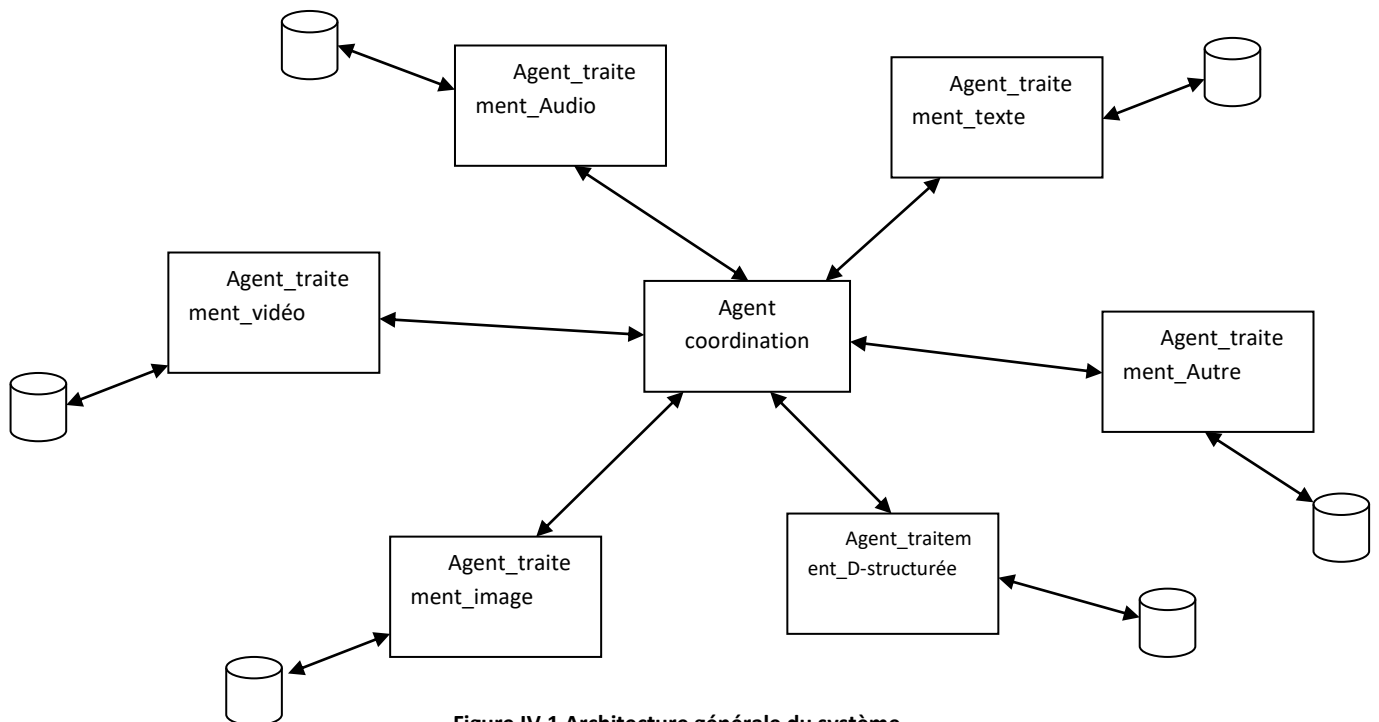 Agent_traite
ment_Audio
Agent_traite
ment_texte
Agent_traite
ment_vidéo
Agent
coordination
Agent_traite
ment_Autre
Agent_traitem
ent_D-structurée
Agent_traite
ment_image
Figure IV-1 Architecture générale du système